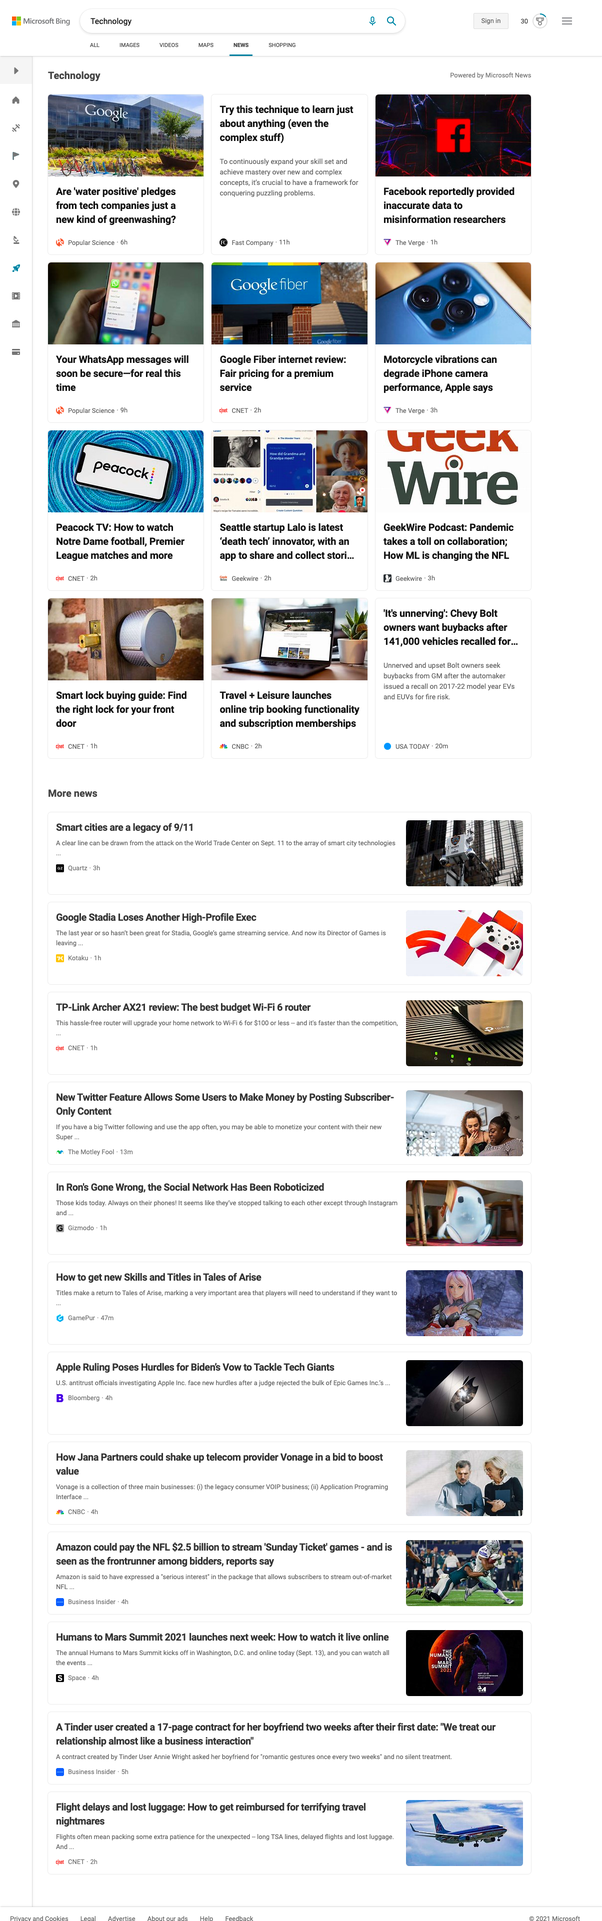 Microsoft Bing
Technology
Sign in
30
ALL
IMAGES
VIDEOS
MAPS
NEWS
SHOPPING
Technology
Powered by Microsoft News
Google
Are 'water positive' pledges
from tech companies just a
new kind of greenwashing?
Popular Science · 6h
Try this technique to learn just
about anything (even the
complex stuff)
To continuously expand your skill set and
achieve mastery over new and complex
concepts, it's crucial to have a framework for
conquering puzzling problems.
Fast Company · 11h
Facebook reportedly provided
inaccurate data to
misinformation researchers
The Verge · 1h
Your WhatsApp messages will
soon be secure—for real this
time
Popular Science · 9h
Google fiber
Google Fiber internet review:
Fair pricing for a premium
service
CNET · 2h
Motorcycle vibrations can
degrade iPhone camera
performance, Apple says
The Verge · 3h
peacock
Peacock TV: How to watch
Notre Dame football, Premier
League matches and more
CNET · 2h
Seattle startup Lalo is latest
'death tech' innovator, with an
app to share and collect stori...
Geekwire · 2h
Geek
Wire
GeekWire Podcast: Pandemic
takes a toll on collaboration;
How ML is changing the NFL
Geekwire · 3h
Smart lock buying guide: Find
the right lock for your front
door
CNET · 1h
Travel + Leisure launches
online trip booking functionality
and subscription memberships
CNBC · 2h
'It's unnerving': Chevy Bolt
owners want buybacks after
141,000 vehicles recalled for...
Unnerved and upset Bolt owners seek
buybacks from GM after the automaker
issued a recall on 2017-22 model year EVs
and EUVs for fire risk.
USA TODAY · 20m
More news
Smart cities are a legacy of 9/11
A clear line can be drawn from the attack on the World Trade Center on Sept. 11 to the array of smart city technologies
...
Quartz · 3h
Google Stadia Loses Another High-Profile Exec
The last year or so hasn't been great for Stadia, Google's game streaming service. And now its Director of Games is
leaving ...
Kotaku · 1h
TP-Link Archer AX21 review: The best budget Wi-Fi 6 router
This hassle-free router will upgrade your home network to Wi-Fi 6 for $100 or less -- and it's faster than the competition,
...
CNET · 1h
New Twitter Feature Allows Some Users to Make Money by Posting Subscriber-
Only Content
If you have a big Twitter following and use the app often, you may be able to monetize your content with their new
Super ...
The Motley Fool · 13m
In Ron's Gone Wrong, the Social Network Has Been Roboticized
Those kids today. Always on their phones! It seems like they've stopped talking to each other except through Instagram
and ...
Gizmodo · 1h
How to get new Skills and Titles in Tales of Arise
Titles make a return to Tales of Arise, marking a very important area that players will need to understand if they want to
...
GamePur · 47m
Apple Ruling Poses Hurdles for Biden's Vow to Tackle Tech Giants
U.S. antitrust officials investigating Apple Inc. face new hurdles after a judge rejected the bulk of Epic Games Inc.'s ...
Bloomberg · 4h
How Jana Partners could shake up telecom provider Vonage in a bid to boost
value
Vonage is a collection of three main businesses: (i) the legacy consumer VOIP business; (ii) Application Programing
Interface ...
CNBC · 4h
Amazon could pay the NFL $2.5 billion to stream 'Sunday Ticket' games - and is
seen as the frontrunner among bidders, reports say
Amazon is said to have expressed a "serious interest" in the package that allows subscribers to stream out-of-market
NFL ...
Business Insider · 4h
Humans to Mars Summit 2021 launches next week: How to watch it live online
The annual Humans to Mars Summit kicks off in Washington, D.C. and online today (Sept. 13), and you can watch all
the events ...
Space · 4h
THE
HUMANS
TO MARS
SUMMIT
2021
A Tinder user created a 17-page contract for her boyfriend two weeks after their first date: "We treat our
relationship almost like a business interaction"
A contract created by Tinder User Annie Wright asked her boyfriend for "romantic gestures once every two weeks" and no silent treatment.
Business Insider · 5h
Flight delays and lost luggage: How to get reimbursed for terrifying travel
nightmares
Flights often mean packing some extra patience for the unexpected – long TSA lines, delayed flights and lost luggage.
And ...
CNET · 2h
Privacy and Cookies
Legal
Advertise
About our ads
Help
Feedback
© 2021 Microsoft